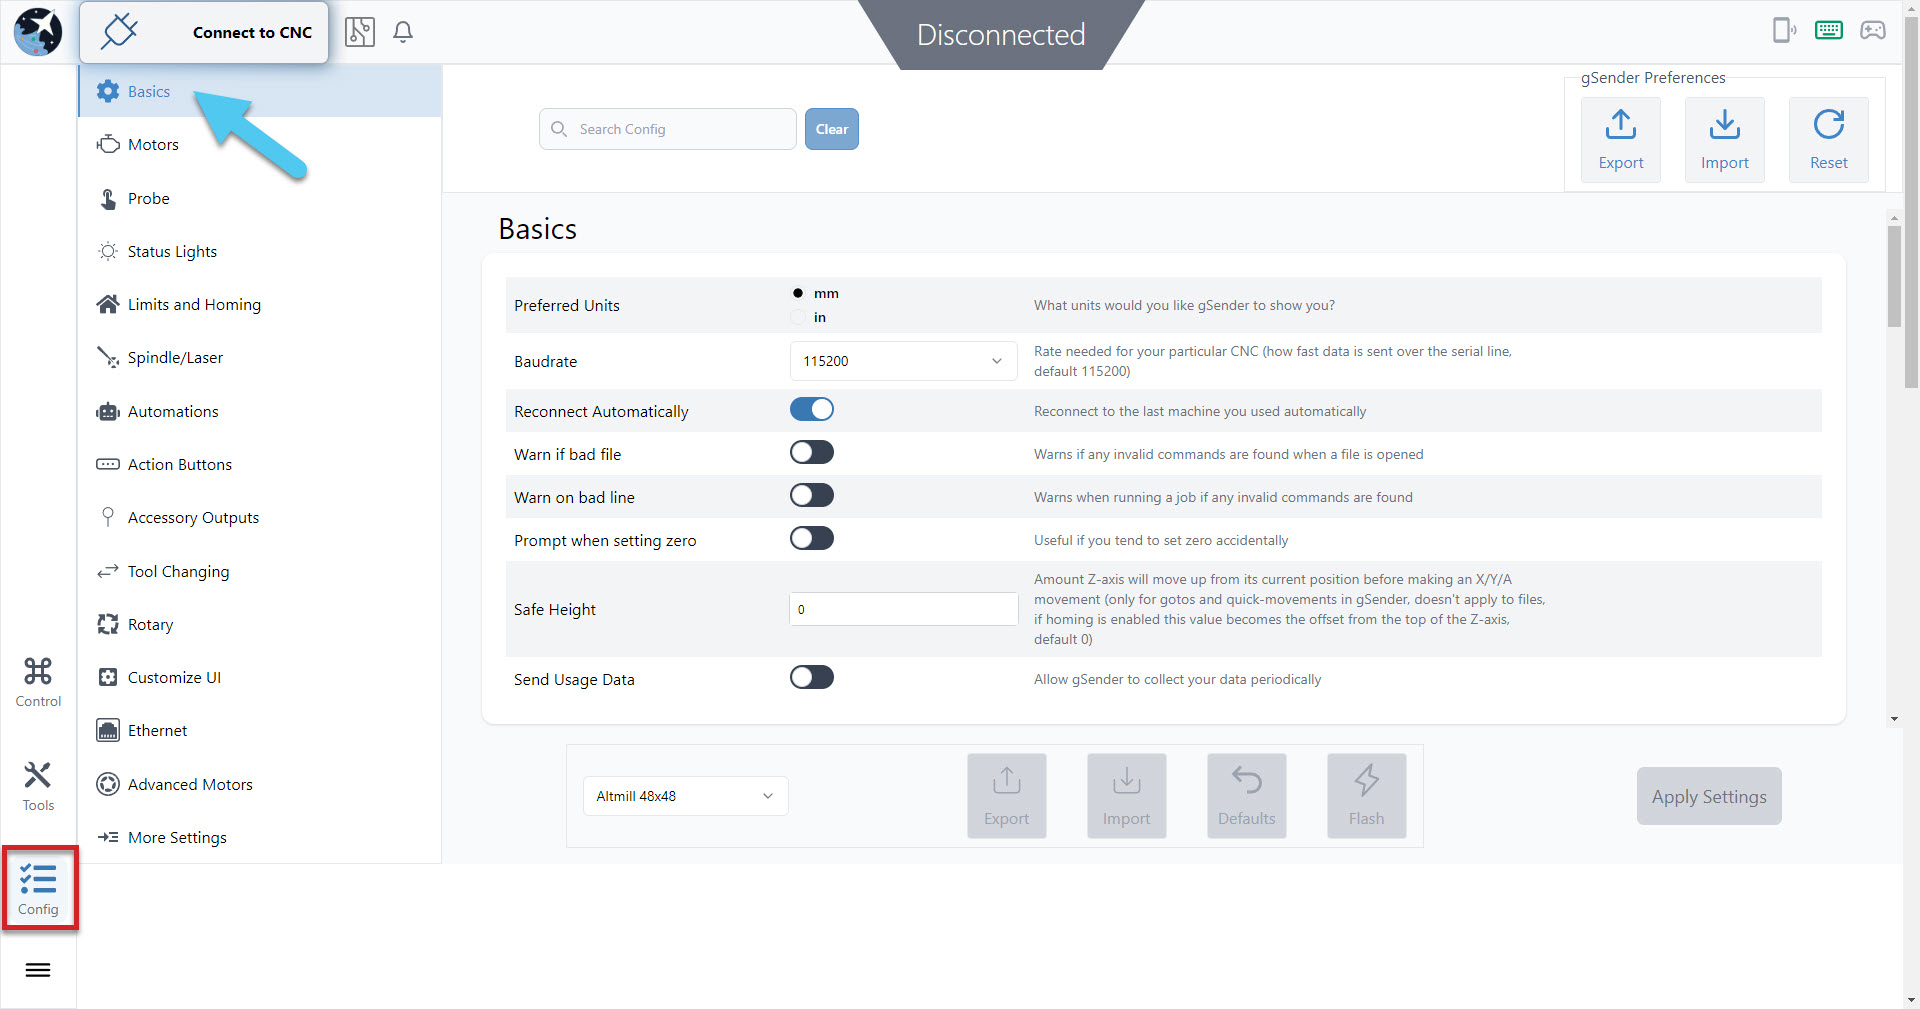 Connect to CNC
Disconnected
Basics
Motors
Probe
Status Lights
Limits and Homing
Spindle/Laser
Automations
Action Buttons
Accessory Outputs
Tool Changing
Rotary
Customize UI
Ethernet
Advanced Motors
More Settings
Control
Tools
Config
Search Config
Clear
gSender Preferences
Export
Import
Reset
Basics
Preferred Units
mm
in
What units would you like gSender to show you?
Baudrate
115200
Rate needed for your particular CNC (how fast data is sent over the serial line,
default 115200)
Reconnect Automatically
Reconnect to the last machine you used automatically
Warn if bad file
Warns if any invalid commands are found when a file is opened
Warn on bad line
Warns when running a job if any invalid commands are found
Prompt when setting zero
Useful if you tend to set zero accidentally
Safe Height
0
Amount Z-axis will move up from its current position before making an X/Y/A
movement (only for gotos and quick-movements in gSender, doesn't apply to files,
if homing is enabled this value becomes the offset from the top of the Z-axis,
default 0)
Send Usage Data
Allow gSender to collect your data periodically
Altmill 48x48
Export
Import
Defaults
Flash
Apply Settings